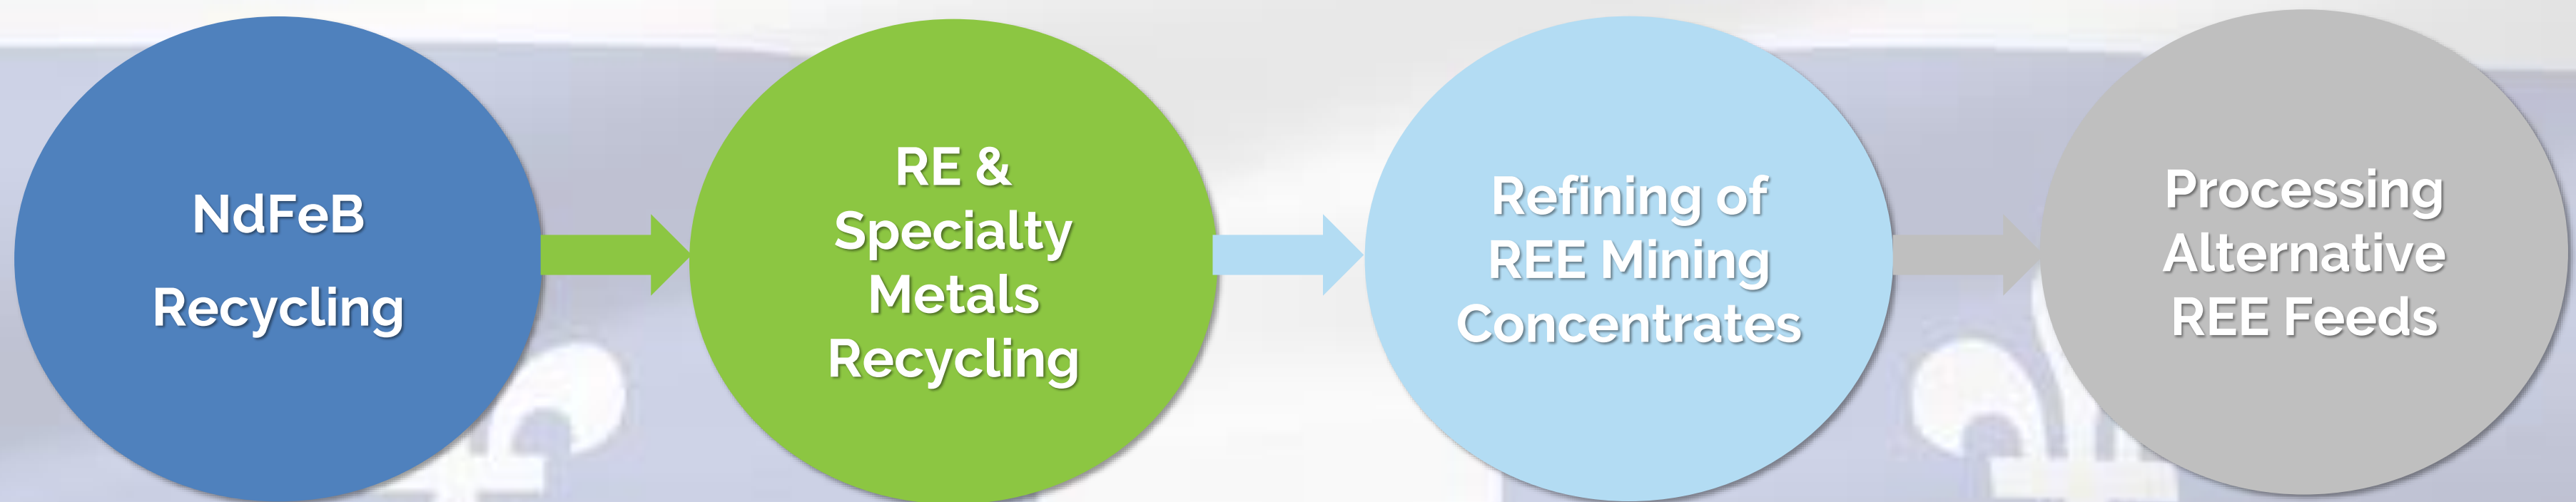 NdFeB
Recycling
RE &
Specialty
Metals
Recycling
Refining of
REE Mining
Concentrates
Processing
Alternative
REE Feeds